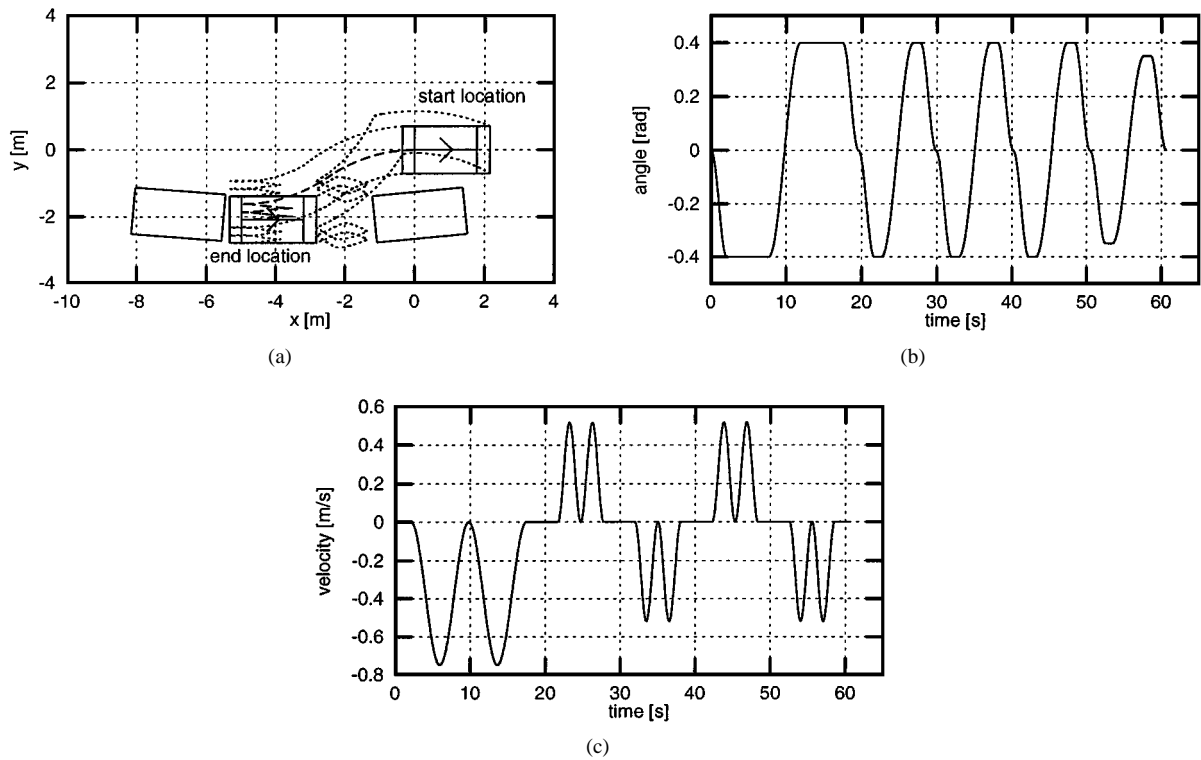 4
2
0
-2
-4
y [m]
start location
end location
-10 -8 -6 -4 -2 0 2 4
x [m]
(a)
0.4
0.2
0
-0.2
-0.4
angle [rad]
0 10 20 30 40 50 60
time [s]
(b)
0.6
0.4
0.2
0
-0.2
-0.4
-0.6
-0.8
velocity [m/s]
0 10 20 30 40 50 60
time [s]
(c)